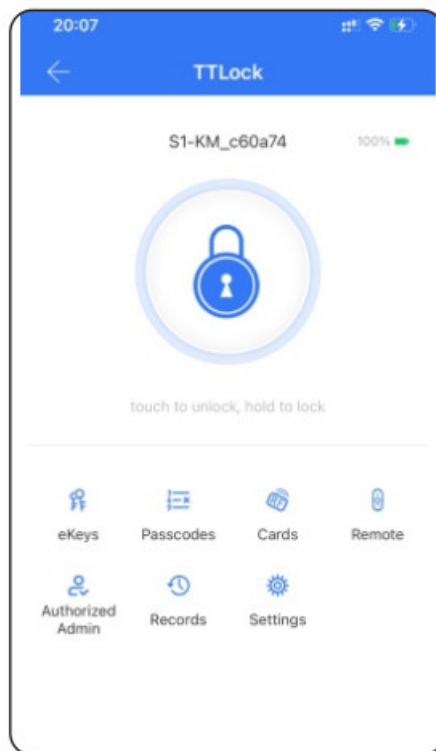 20:07
TTLock
S1-KM_c60a74 100%
touch to unlock, hold to lock
eKeys Passcodes Cards Remote
Authorized Admin Records Settings